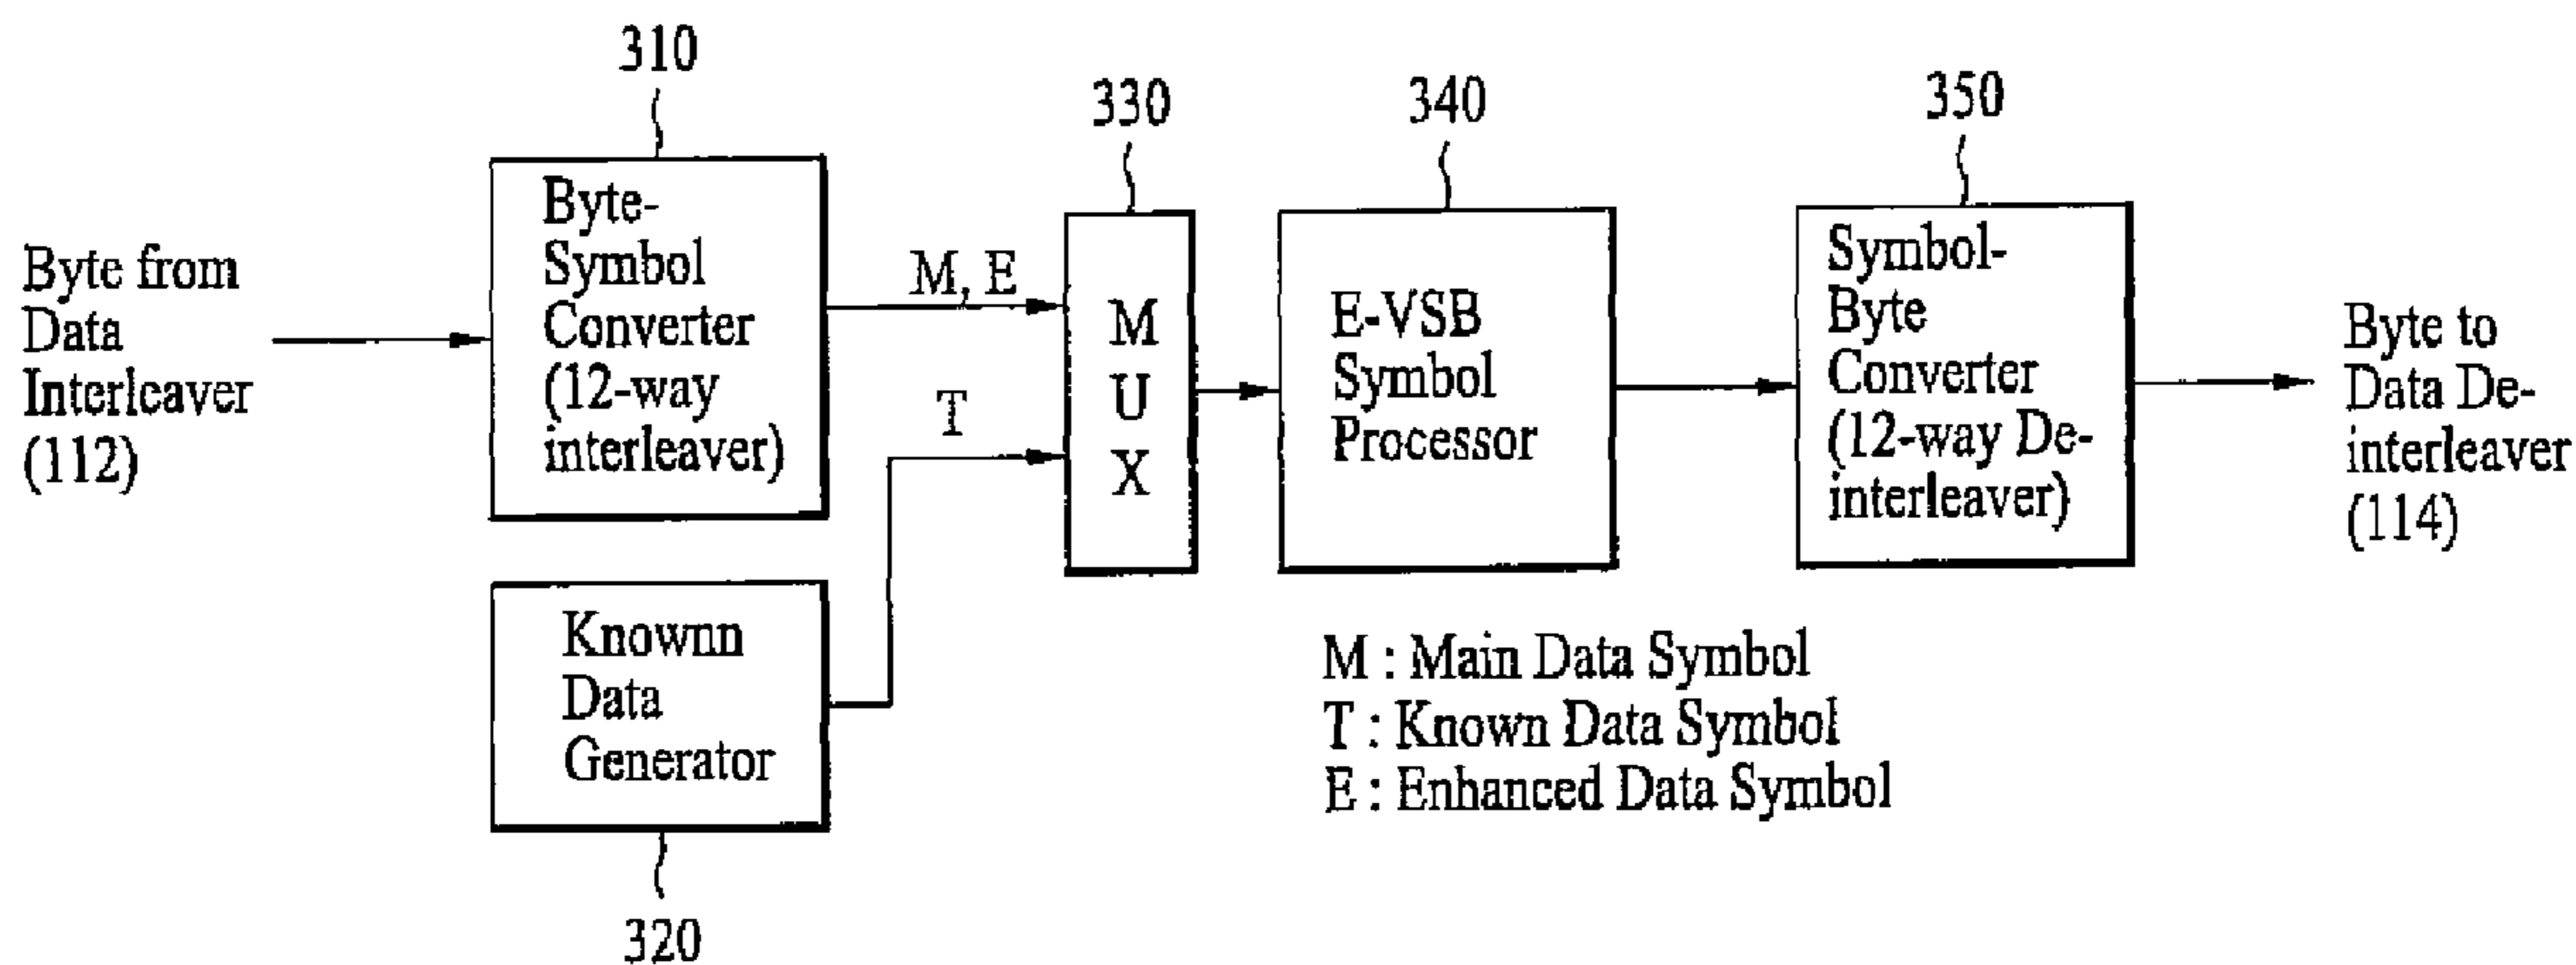 310
330
340
350
Byte from
Data
Interleaver
(112)
Byte-
Symbol
Converter
(12-way
interleaver)
M, E
T
M
U
X
E-VSB
Symbol
Processor
Symbol-
Byte
Converter
(12-way De-
interleaver)
Byte to
Data De-
interleaver
(114)
Knownn
Data
Generator
320
M : Main Data Symbol
T : Known Data Symbol
E : Enhanced Data Symbol